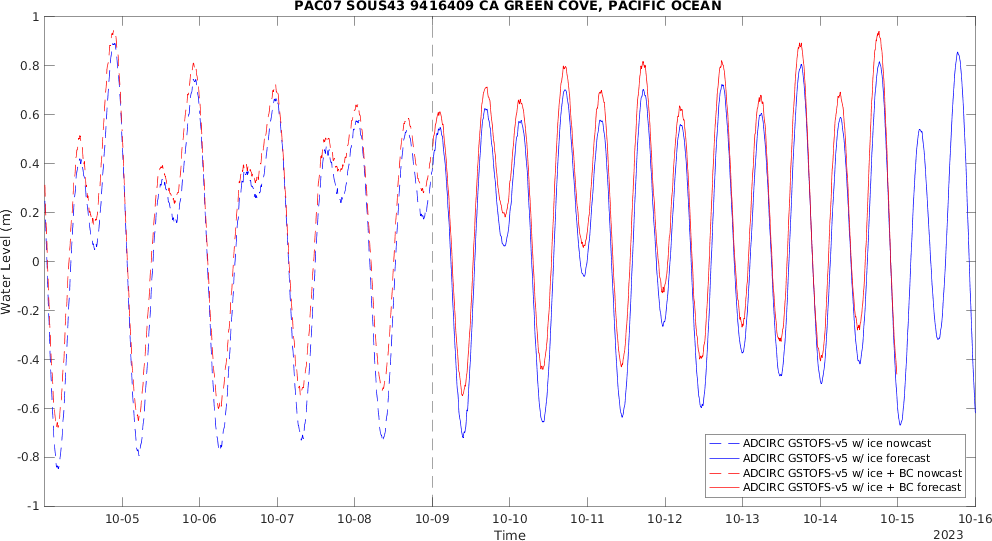 PAC07 SOUS43 9416409 CA GREEN COVE, PACIFIC OCEAN
1
0.8
0.6
0.4
0.2
0
-0.2
-0.4
-0.6
-0.8
-1
Water Level (m)
ADCIRC GSTOFS-v5 w/ ice nowcast
ADCIRC GSTOFS-v5 w/ ice forecast
ADCIRC GSTOFS-v5 w/ ice + BC nowcast
ADCIRC GSTOFS-v5 w/ ice + BC forecast
10-05 10-06 10-07 10-08 10-09 10-10 10-11 10-12 10-13 10-14 10-15 10-16
Time
2023